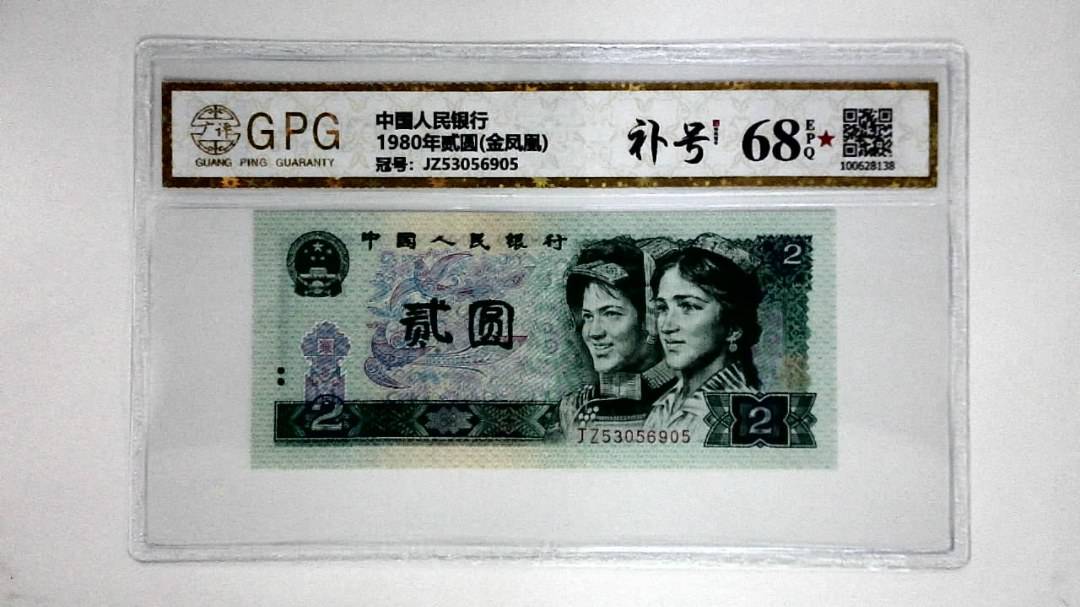 广评
GPG
GUANG PING GUARANTY
中国人民银行
1980年贰圆(金凤凰)
冠号: JZ53056905
补号
68
EPQ
100628138
中国人民银行
2
贰圆
2
2
JZ53056905